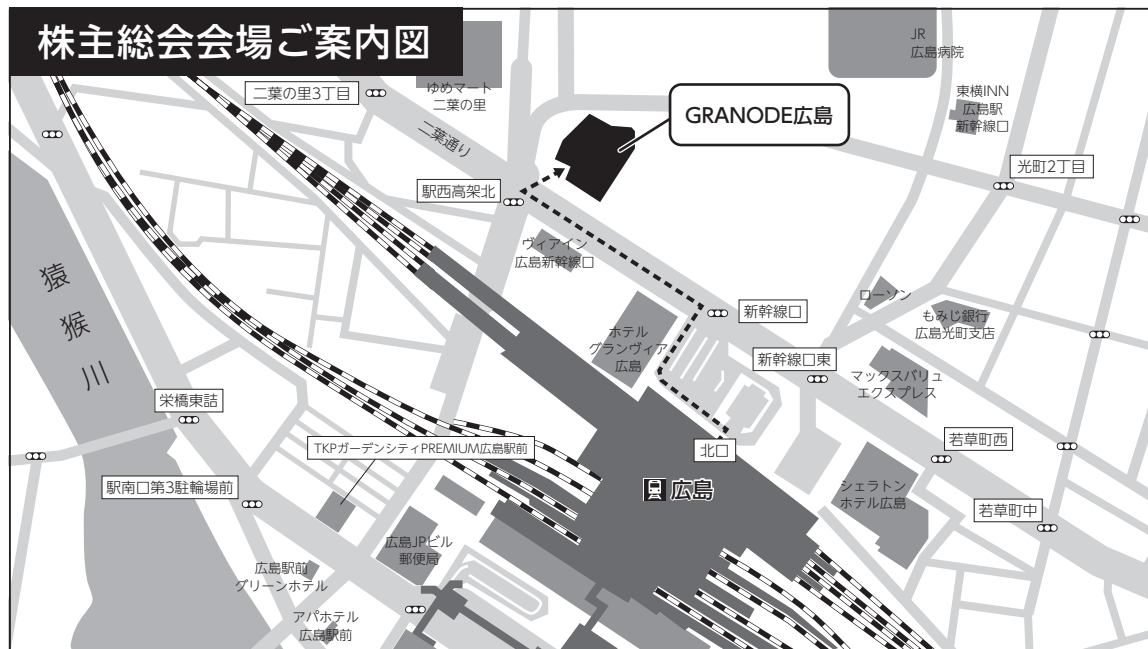 株主総会会場ご案内図
JR
広島病院
ゆめマート
二葉の里
二葉の里3丁目
東横INN
広島駅
新幹線口
GRANODE広島
二葉通り
光町2丁目
駅西高架北
ヴィアイン
広島新幹線口
猿猴川
ローソン
新幹線口
もみじ銀行
広島光町支店
ホテル
グランヴィア
広島
新幹線口東
マックスバリュ
エクスプレス
栄橋東詰
若草町西
TKPガーデンシティPREMIUM広島駅前
北口
駅南口第3駐輪場前
広島
シェラトン
ホテル広島
若草町中
広島JPビル
郵便局
広島駅前
グリーンホテル
アパホテル
広島駅前